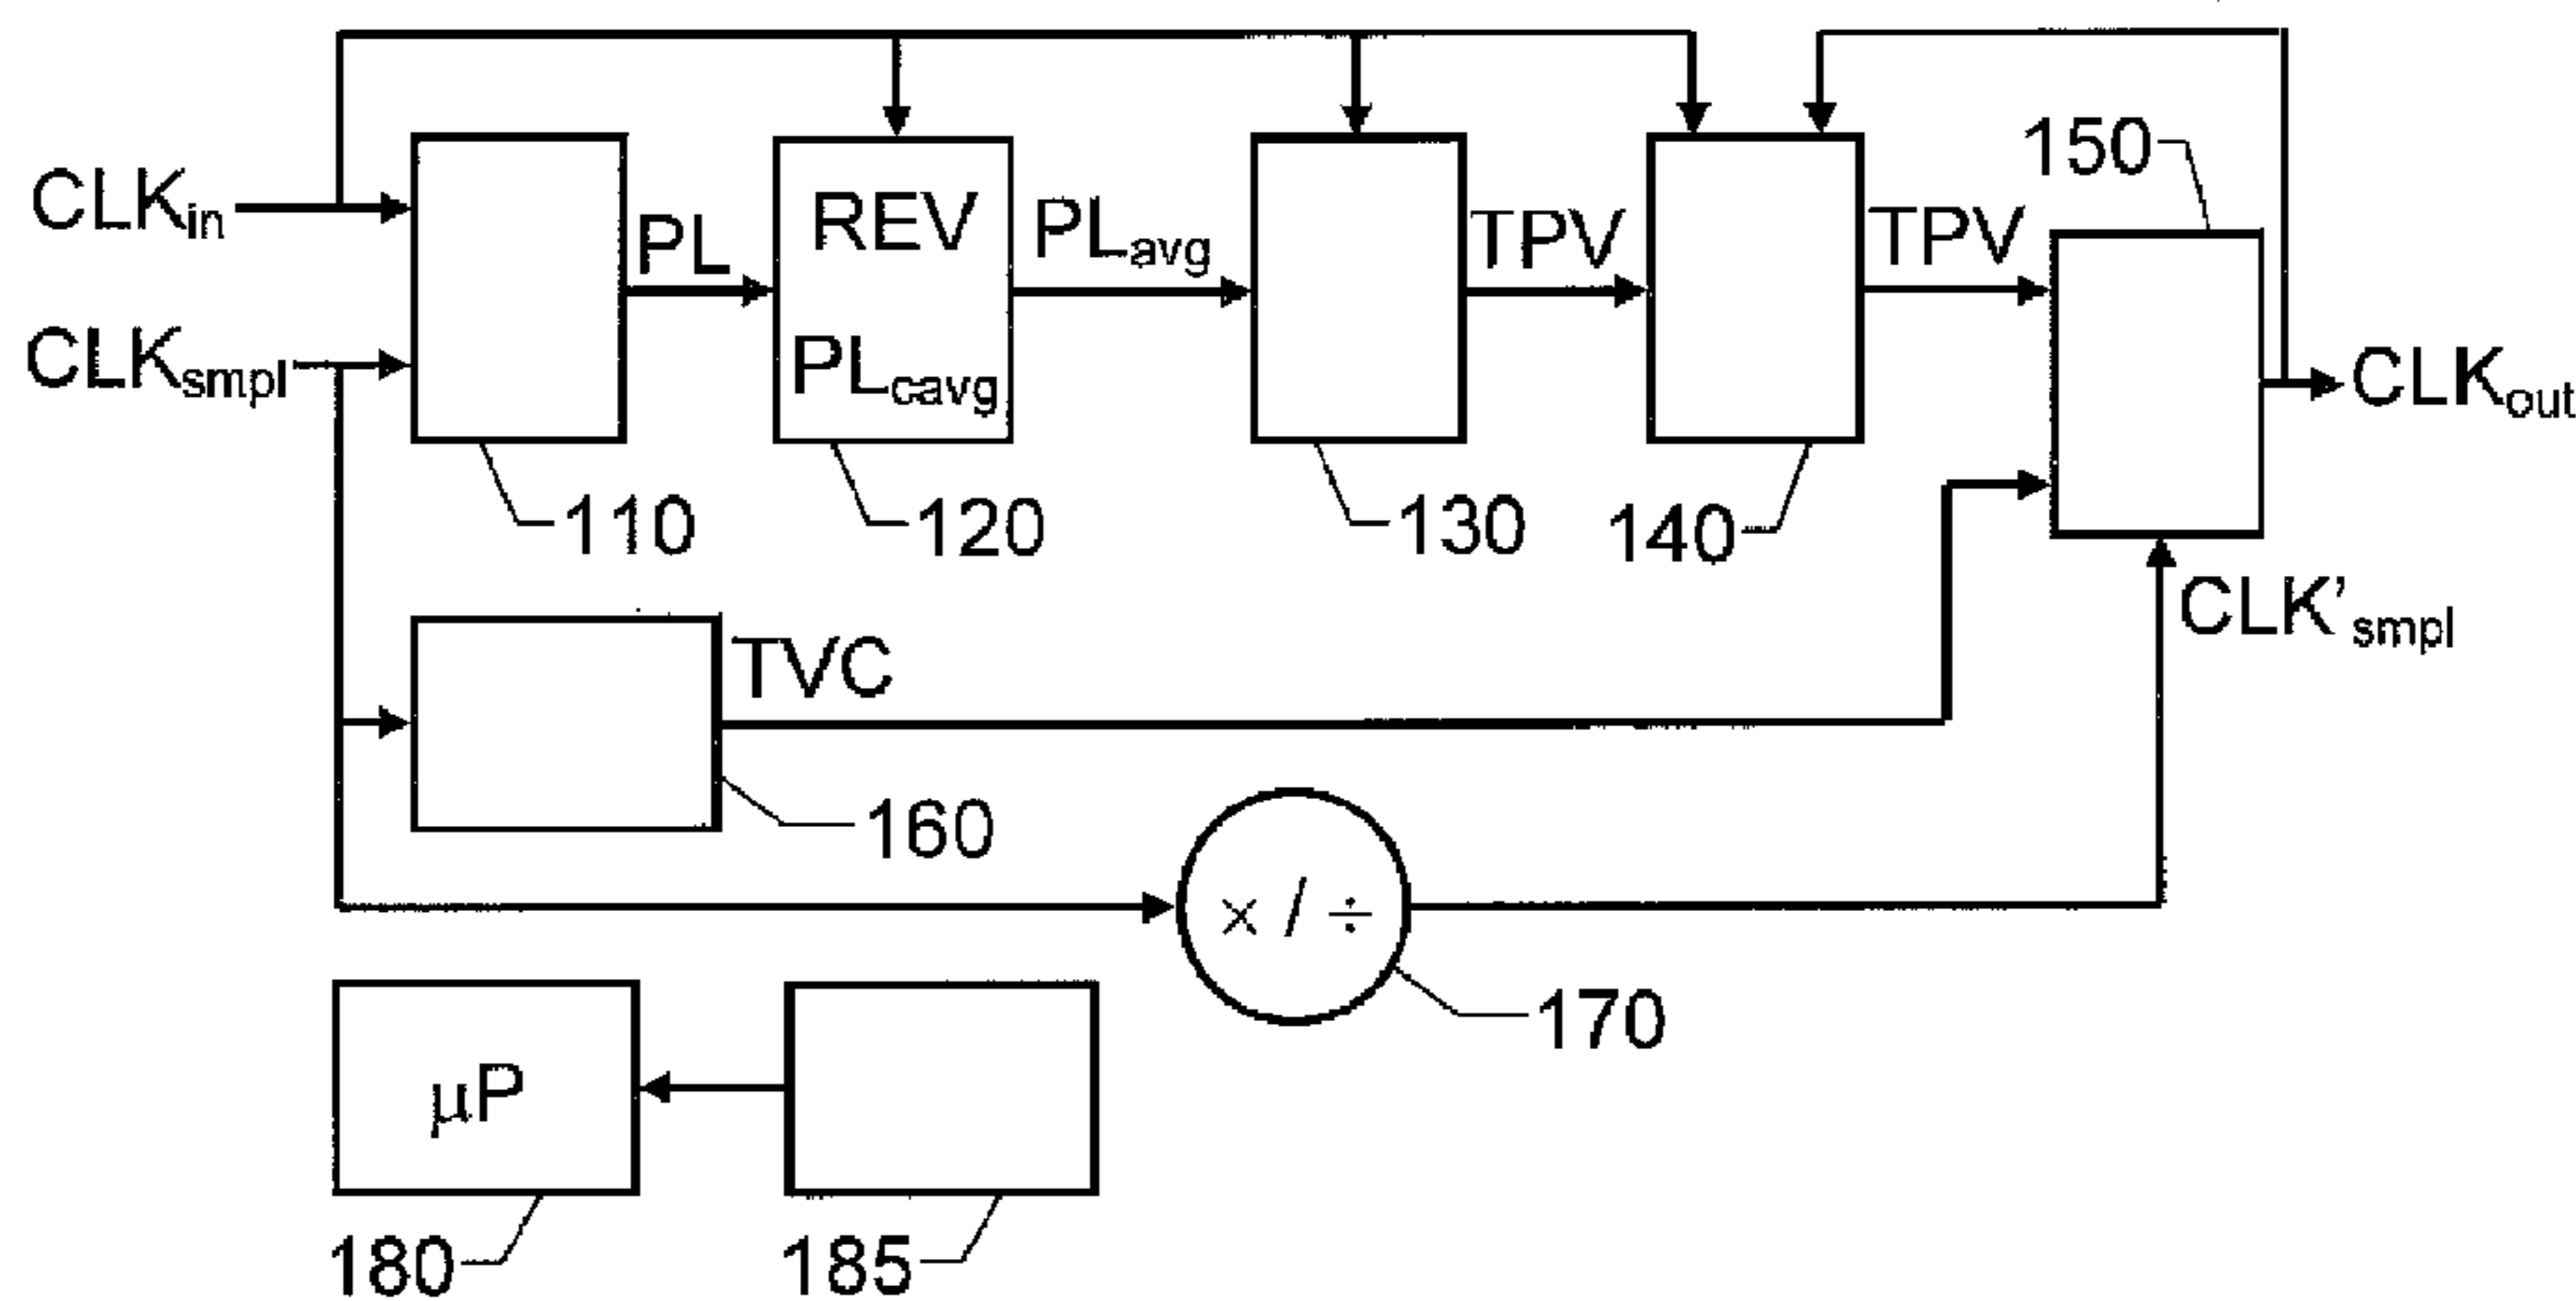 150
CLKin
PL
REV
PLavg
TPV
TPV
CLKsmpl
PLcavg
CLKout
110
120
130
140
CLK'smpl
TVC
160
× / ÷
170
µP
180
185